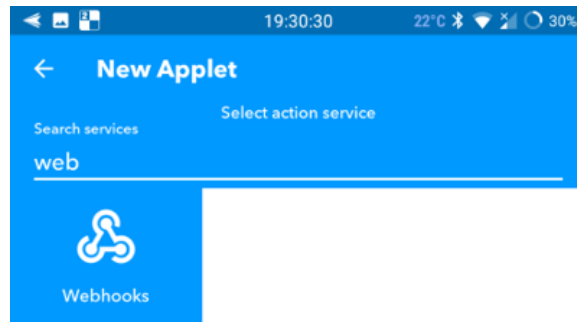 19:30:30 22°C 30%
New Applet
Select action service
Search services
web
Webhooks